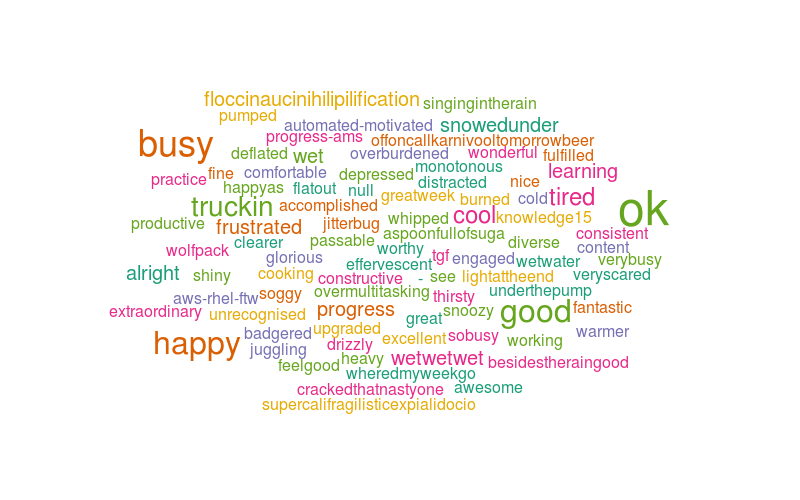 floccinaucinihilipilification
singingintherain
pumped
automated-motivated
snowedunder
busy
progress-ams
offoncallkarnivooltomorrowbeer
deflated
wet
overburdened
wonderful
fulfilled
practice
fine
comfortable
depressed
monotonous
learning
happyas
flatout
null
greatweek
distracted
burned
nice
cold
tired
truckin
accomplished
whipped
cool
knowledge15
ok
productive
frustrated
jitterbug
aspoonfullofsuga
consistent
wolfpack
clearer
passable
worthy
tgf
engaged
diverse
content
alright
shiny
glorious
effervescent
wetwater
verybusy
cooking
constructive
-
see
lightattheend
veryscared
aws-rhel-ftw
soggy
overmultitasking
thirsty
underthepump
extraordinary
unrecognised
progress
great
snoozy
good
fantastic
happy
badgered
upgraded
excellent
sobusy
working
warmer
juggling
drizzly
feelgood
heavy
wetwetwet
besidestheraingood
wheredmyweekgo
crackedthatnastyone
awesome
supercalifragilisticexpialidocio